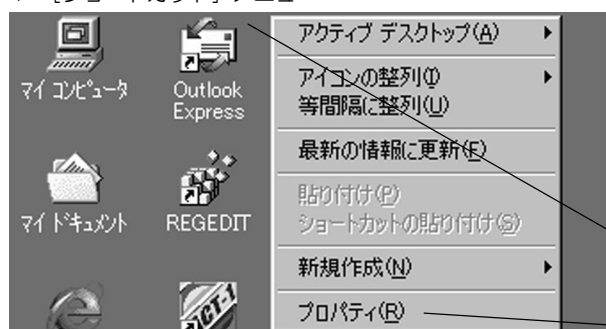 マイ コンピュータ
Outlook
Express
マイ ドキュメント
REGEDIT
アクティブ デスクトップ(A)
アイコンの整列(I)
等間隔に整列(U)
最新の情報に更新(E)
貼り付け(P)
ショートカットの貼り付け(S)
新規作成(N)
プロパティ(R)